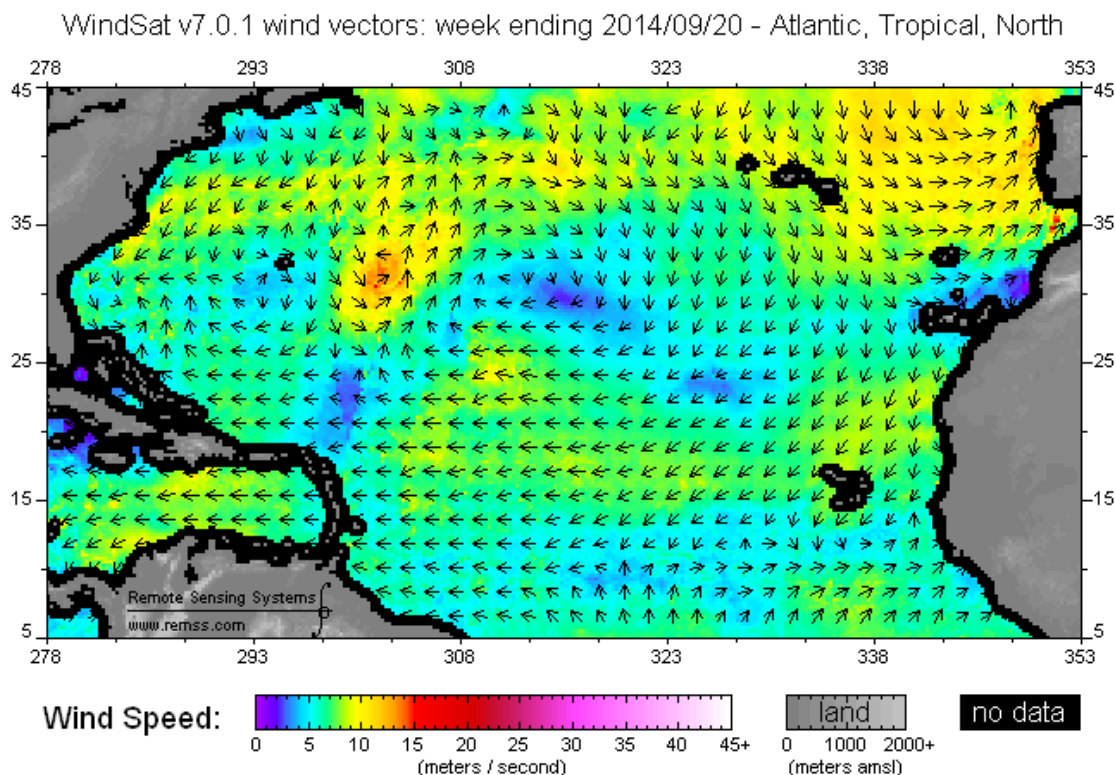 WindSat v7.0.1 wind vectors: week ending 2014/09/20 - Atlantic, Tropical, North
278 293 308 323 338 353
45 45
35 35
25 25
15 15
5 5
Remote Sensing Systems
www.remss.com
278 293 308 323 338 353
Wind Speed:
land
no data
0 5 10 15 20 25 30 35 40 45+
0 1000 2000+
(meters / second)
(meters amsl)